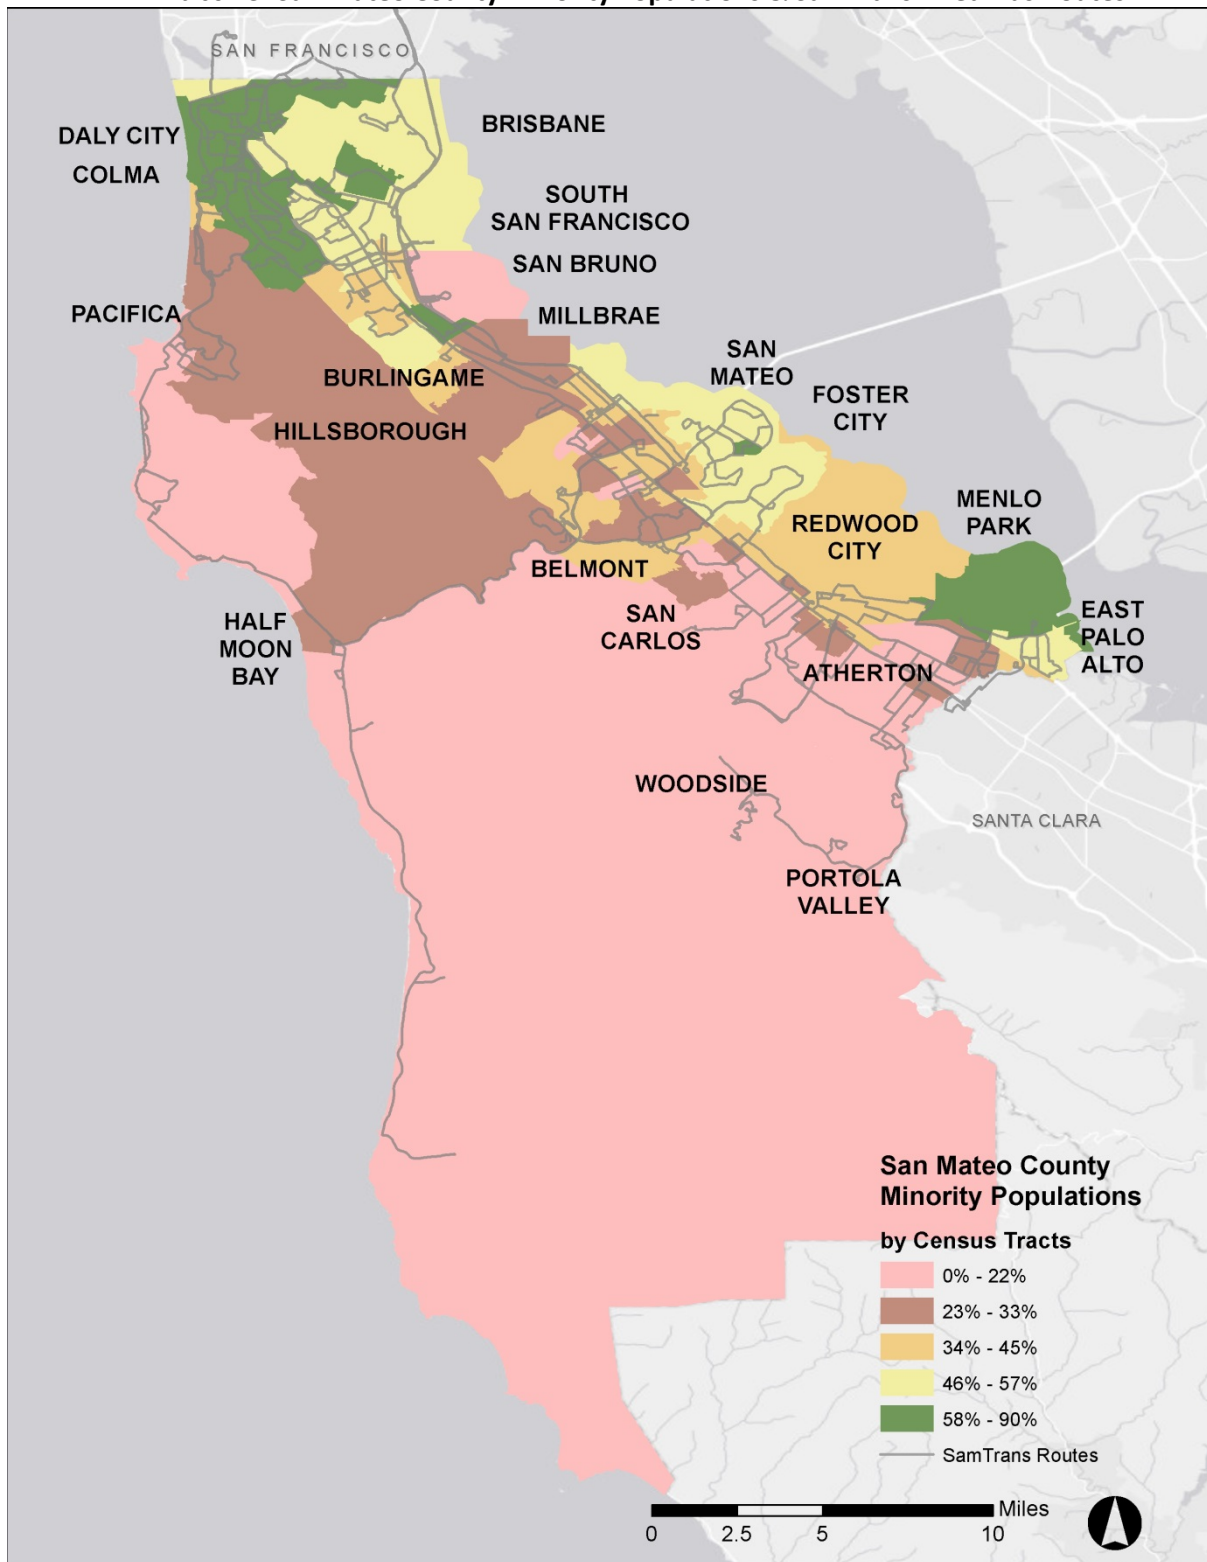 SAN FRANCISCO
BRISBANE
DALY CITY
COLMA
SOUTH
SAN FRANCISCO
SAN BRUNO
PACIFICA
MILLBRAE
SAN
MATEO
BURLINGAME
FOSTER
CITY
HILLSBOROUGH
MENLO
PARK
REDWOOD
CITY
BELMONT
EAST
PALO
ALTO
HALF
MOON
BAY
SAN
CARLOS
ATHERTON
WOODSIDE
SANTA CLARA
PORTOLA
VALLEY
San Mateo County
Minority Populations
by Census Tracts
0% - 22%
23% - 33%
34% - 45%
46% - 57%
58% - 90%
SamTrans Routes
Miles
0 2.5 5 10